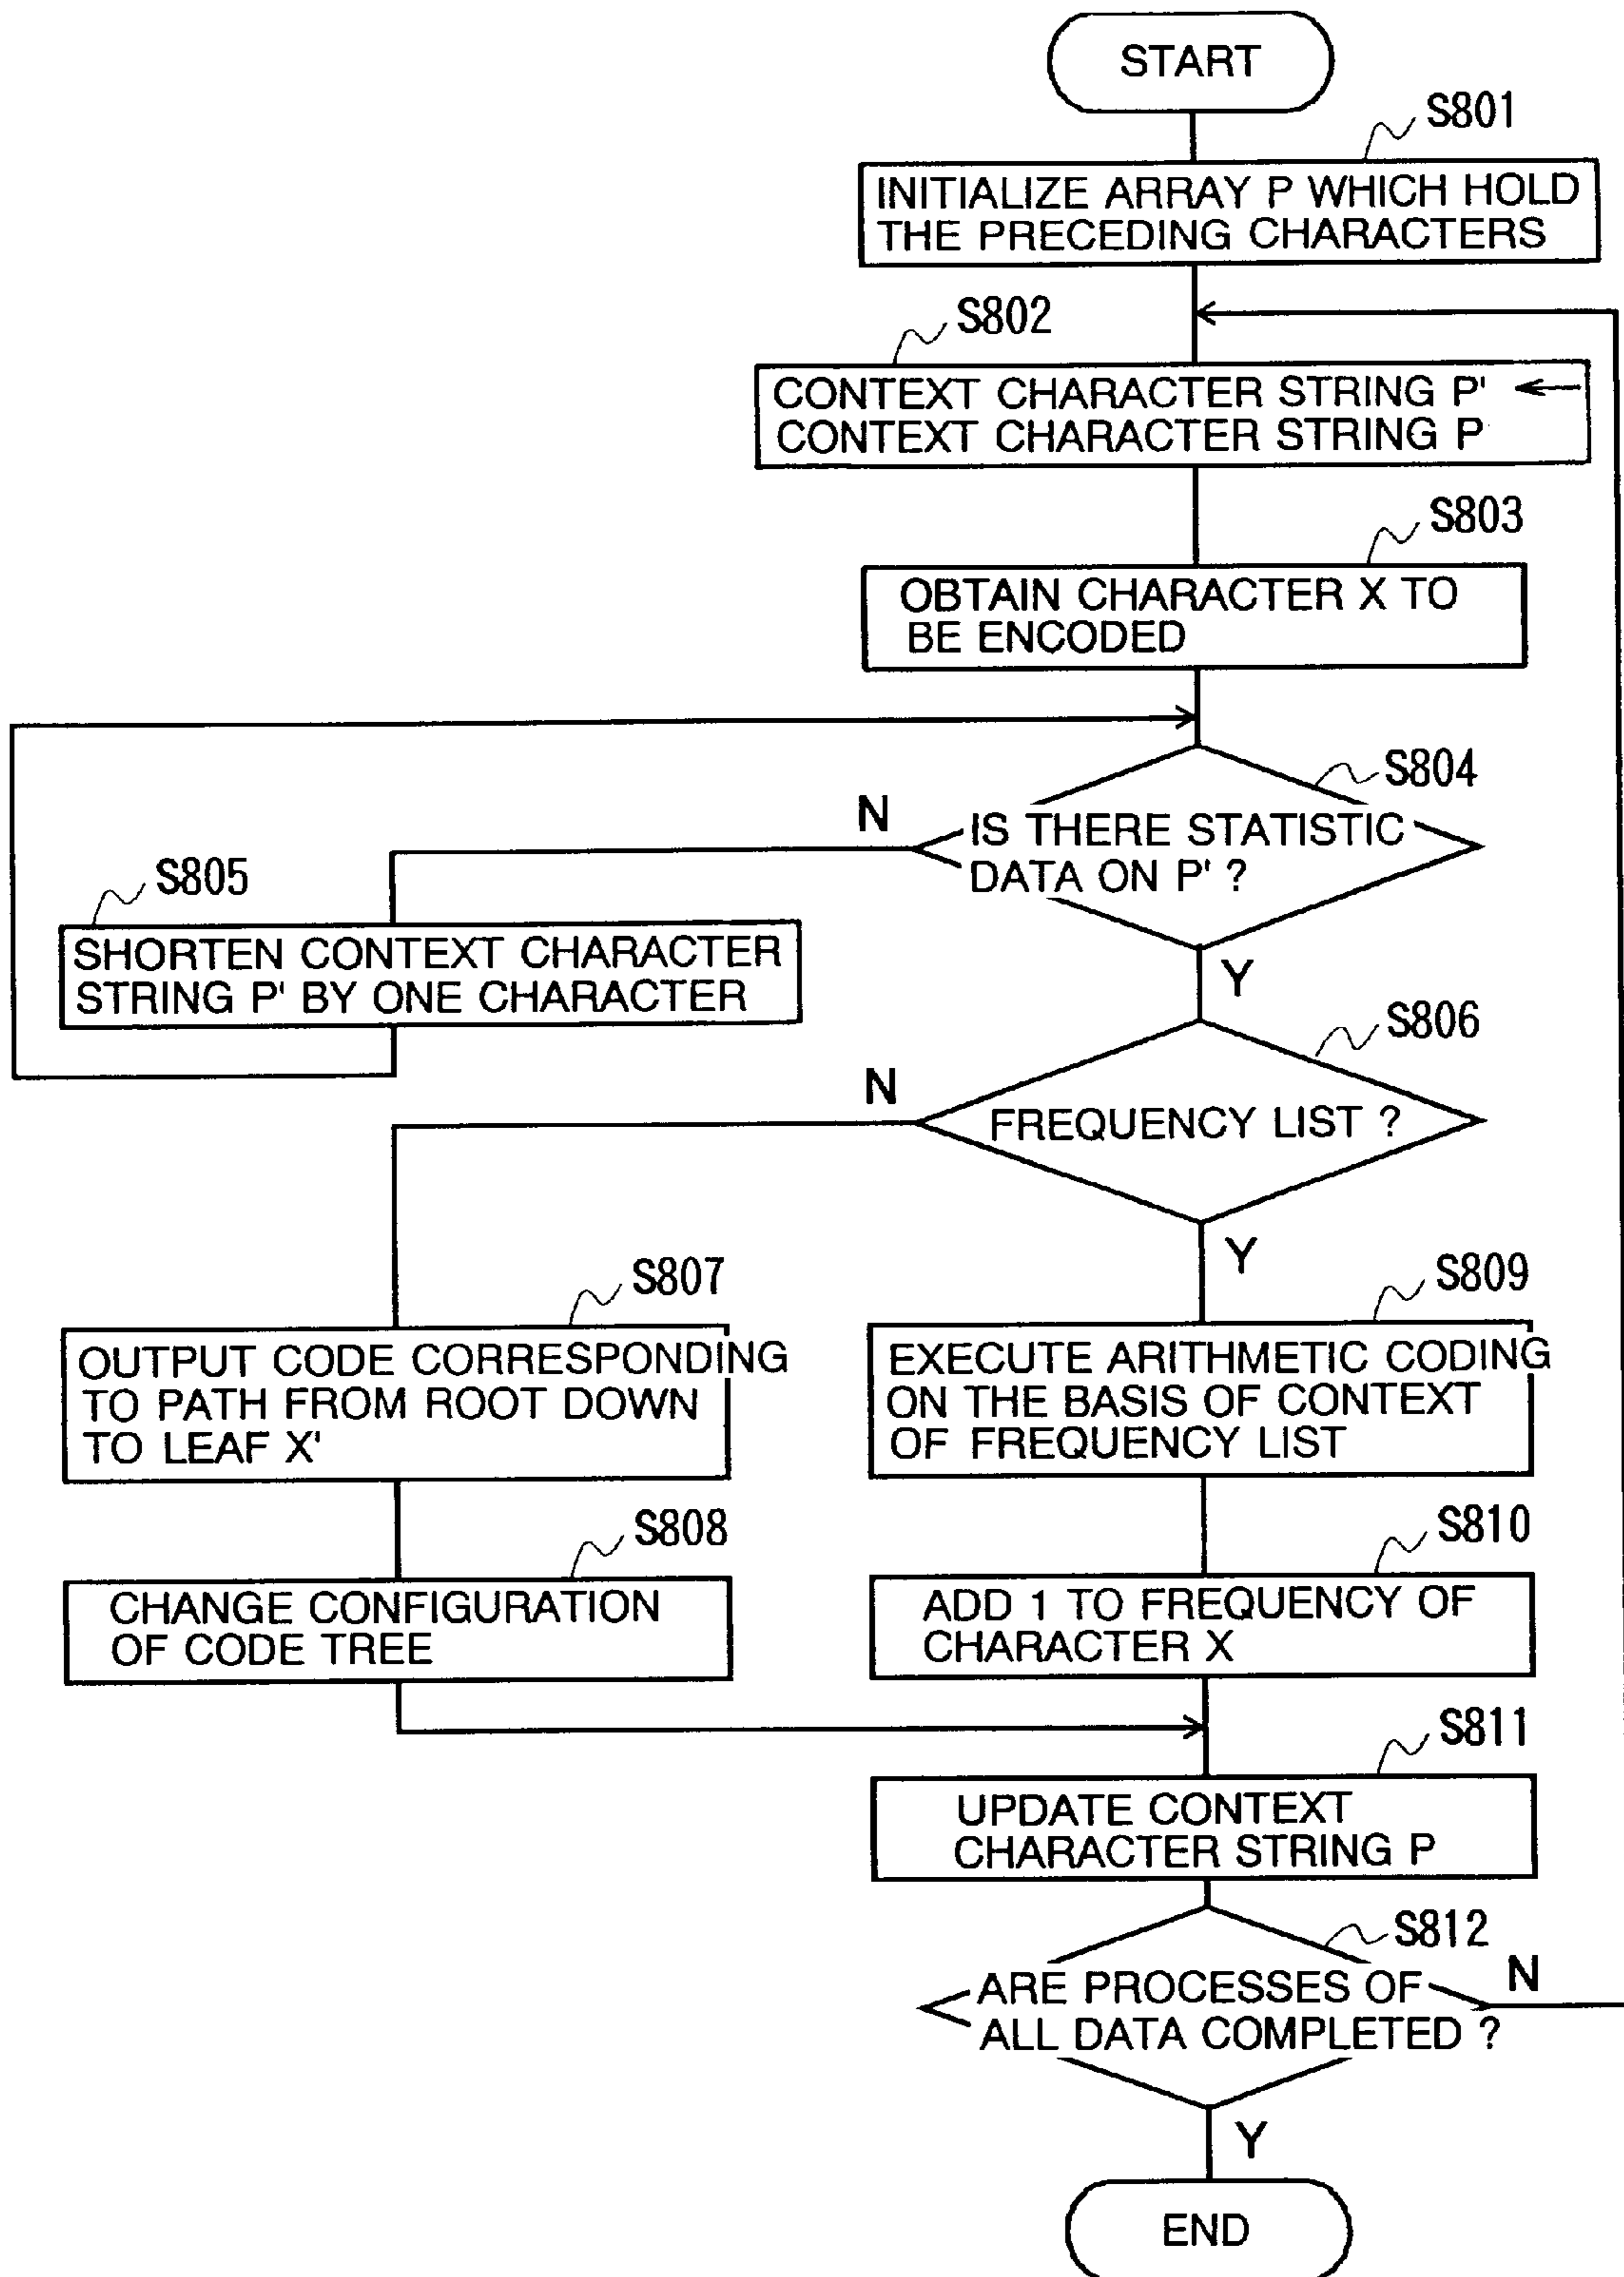 START
S801
INITIALIZE ARRAY P WHICH HOLD
THE PRECEDING CHARACTERS
S802
CONTEXT CHARACTER STRING P' ←
CONTEXT CHARACTER STRING P
S803
OBTAIN CHARACTER X TO
BE ENCODED
S804
N
IS THERE STATISTIC
DATA ON P' ?
S805
SHORTEN CONTEXT CHARACTER
STRING P' BY ONE CHARACTER
Y
S806
N
FREQUENCY LIST ?
Y
S807
OUTPUT CODE CORRESPONDING
TO PATH FROM ROOT DOWN
TO LEAF X'
S809
EXECUTE ARITHMETIC CODING
ON THE BASIS OF CONTEXT
OF FREQUENCY LIST
S808
CHANGE CONFIGURATION
OF CODE TREE
S810
ADD 1 TO FREQUENCY OF
CHARACTER X
S811
UPDATE CONTEXT
CHARACTER STRING P
S812
ARE PROCESSES OF
ALL DATA COMPLETED ?
N
Y
END